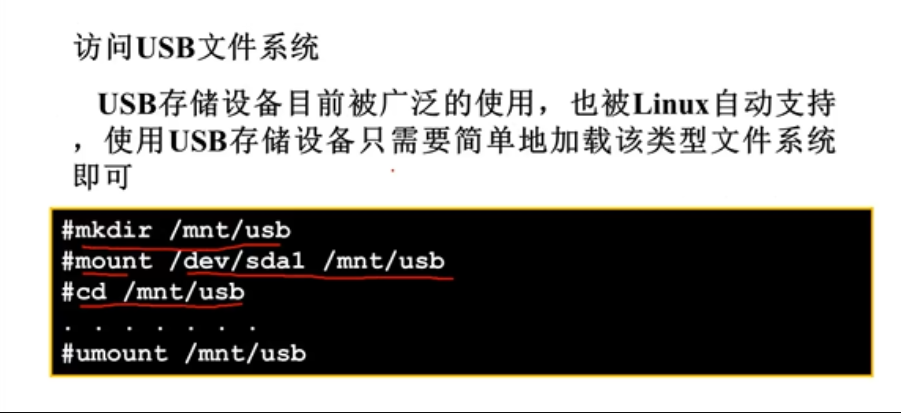 访问USB文件系统
USB存储设备目前被广泛的使用，也被Linux自动支持
，使用USB存储设备只需要简单地加载该类型文件系统
即可
#mkdir /mnt/usb
#mount /dev/sda1 /mnt/usb
#cd /mnt/usb
. . . . . . .
#umount /mnt/usb